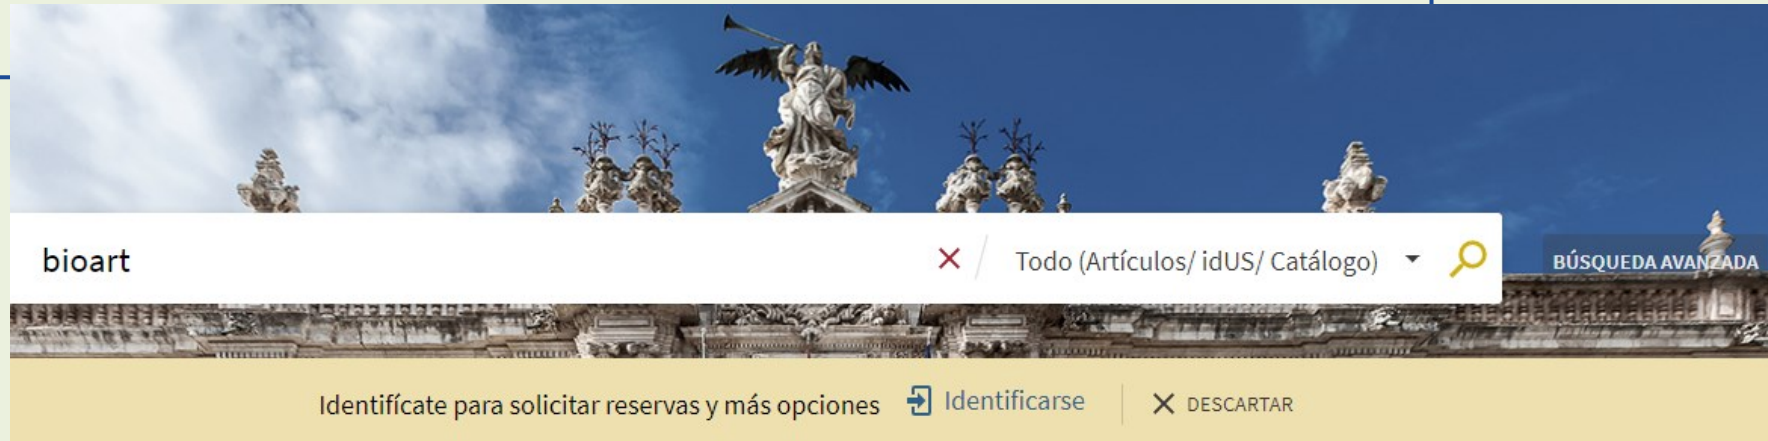 bioart
Todo (Artículos/ idUS/ Catálogo)
BÚSQUEDA AVANZADA
Identifícate para solicitar reservas y más opciones
Identificarse
DESCARTAR